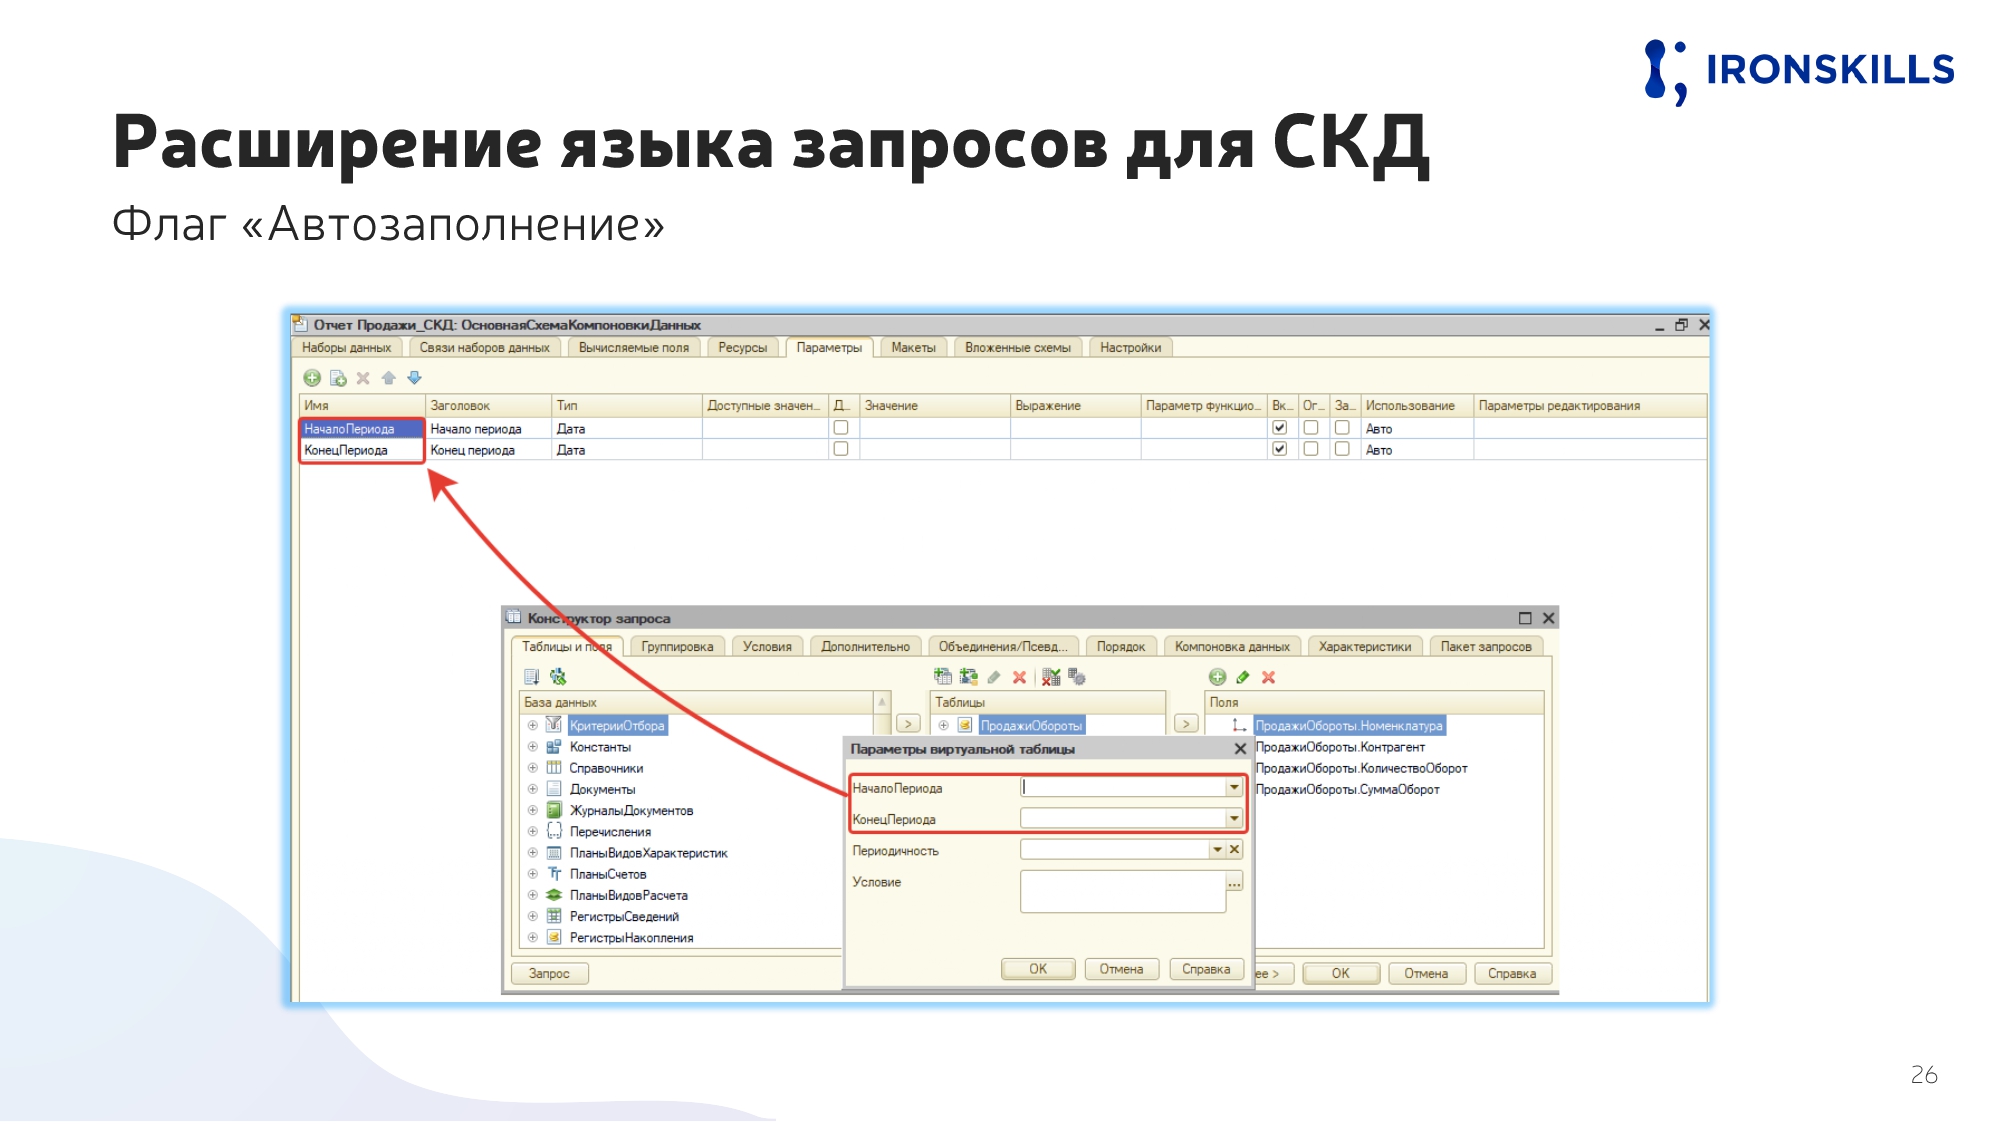 IRONSKILLS
Расширение языка запросов для СКД
Флаг «Автозаполнение»
Отчет Продажи_СКД: ОсновнаяСхемаКомпоновкиДанных
Наборы данных Связи наборов данных Вычисляемые поля Ресурсы Параметры Макеты Вложенные схемы Настройки
Имя Заголовок Тип Доступные значен... Д... Значение Выражение Параметр функцио... Вк... Ог... За... Использование Параметры редактирования
НачалоПериода Начало периода Дата Авто
КонецПериода Конец периода Дата Авто
Конструктор запроса
Таблицы и поля Группировка Условия Дополнительно Объединения/Псевд... Порядок Компоновка данных Характеристики Пакет запросов
База данных Таблицы Поля
КритерииОтбора > ПродажиОбороты > ПродажиОбороты.Номенклатура
Константы Параметры виртуальной таблицы ПродажиОбороты.Контрагент
Справочники ПродажиОбороты.КоличествоОборот
Документы НачалоПериода ПродажиОбороты.СуммаОборот
ЖурналыДокументов КонецПериода
Перечисления
ПланыВидовХарактеристик Периодичность
ПланыСчетов Условие ...
ПланыВидовРасчета
РегистрыСведений
РегистрыНакопления
ОК Отмена Справка
Запрос ее > ОК Отмена Справка
26